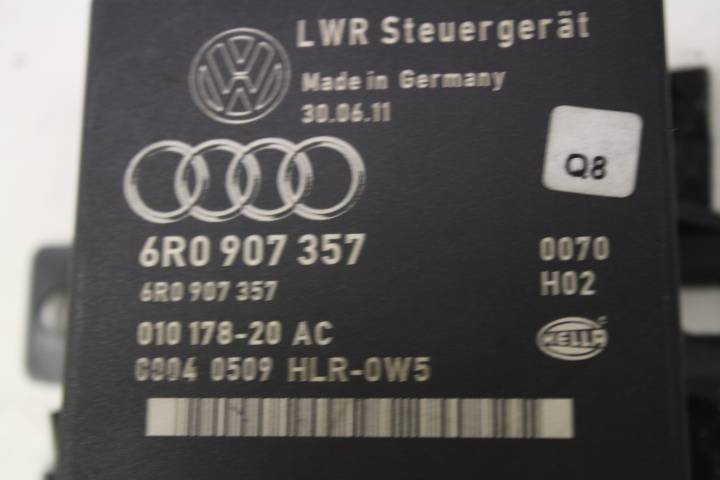 LWR Steuergerät
Made in Germany
30.06.11
Q8
6R0 907 357 0070
6R0 907 357 H02
010 178-20 AC
HELLA
0509 HLR-0W5